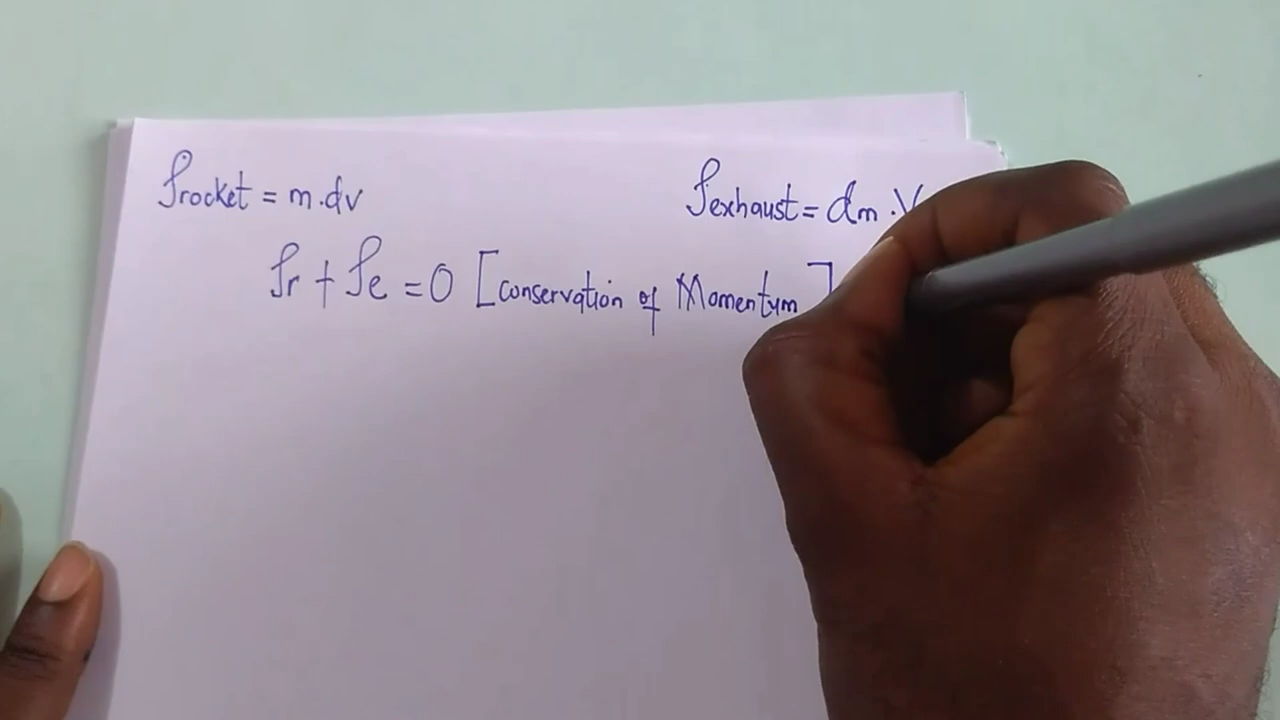 Procket = m.dv
Pexhaust = dm.V
Pr + Pe = 0 [conservation of Momentum]